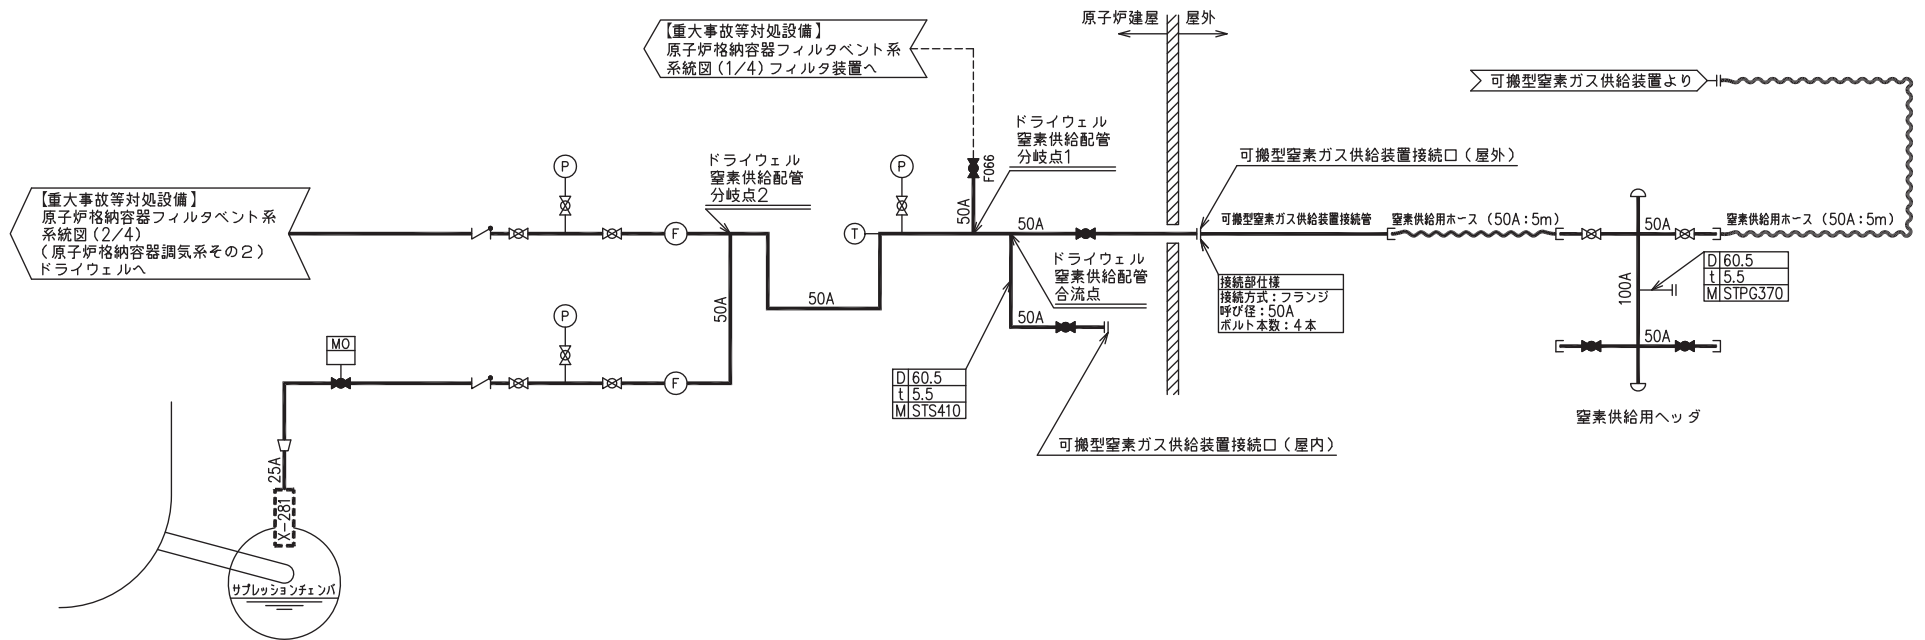 【重大事故等対処設備】
原子炉格納容器フィルタベント系
系統図(1/4)フィルタ装置へ
原子炉建屋
屋外
可搬型窒素ガス供給装置より
ドライウェル
窒素供給配管
分岐点1
P
P
F066
ドライウェル
窒素供給配管
分岐点2
可搬型窒素ガス供給装置接続口(屋外)
【重大事故等対処設備】
原子炉格納容器フィルタベント系
系統図(2/4)
(原子炉格納容器調気系その2)
ドライウェルへ
50A
50A
可搬型窒素ガス供給装置接続管
窒素供給用ホース(50A:5m)
50A
窒素供給用ホース(50A:5m)
F
T
ドライウェル
窒素供給配管
合流点
D 60.5
t 5.5
M STPG370
100A
接続部仕様
接続方式:フランジ
呼び径:50A
ボルト本数:4本
50A
50A
P
50A
50A
MO
F
D 60.5
t 5.5
M STS410
窒素供給用ヘッダ
可搬型窒素ガス供給装置接続口(屋内)
25A
X-281
サプレッションチェンバ